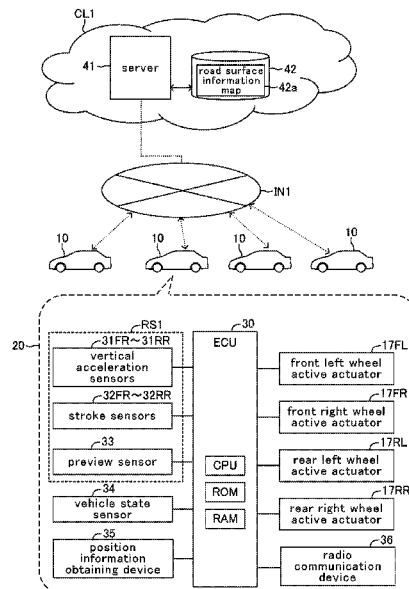 CL1
41
server
42
road surface
information
map
42a
IN1
10
10
10
10
20
RS1
31FR~31RR
vertical
acceleration
sensors
32FR~32RR
stroke sensors
33
preview sensor
34
vehicle state
sensor
35
position
information
obtaining device
30
ECU
CPU
ROM
RAM
17FL
front left wheel
active actuator
17FR
front right wheel
active actuator
17RL
rear left wheel
active actuator
17RR
rear right wheel
active actuator
36
radio
communication
device